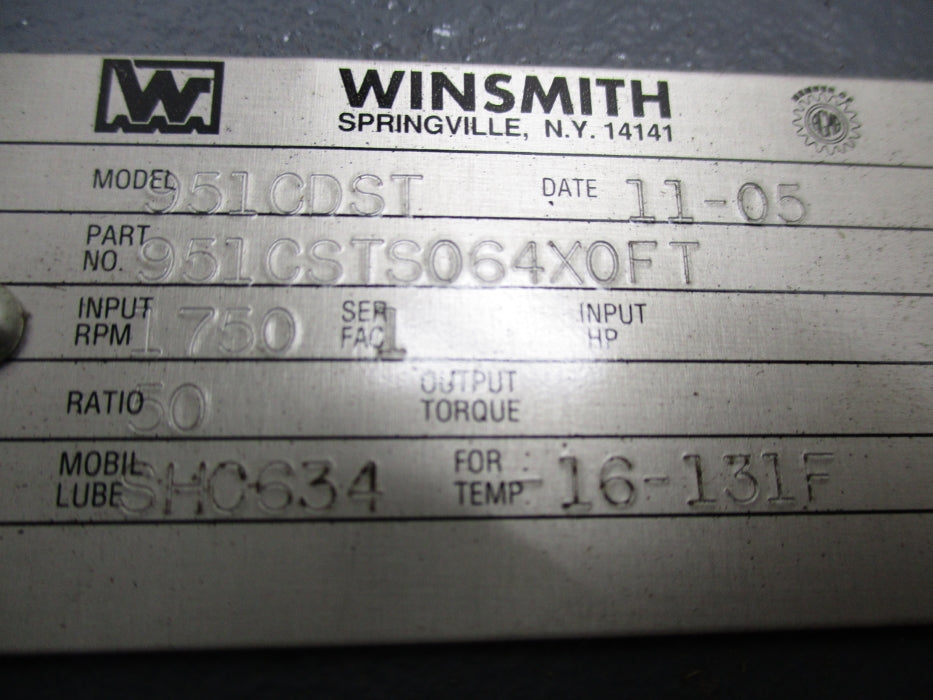 W
WINSMITH
SPRINGVILLE, N.Y. 14141
MODEL 951CDST DATE 11-05
PART NO. 951CSTS064X0FT
INPUT RPM 1750 SER FAC 1 INPUT HP
RATIO 50 OUTPUT TORQUE
MOBIL LUBE SHC634 FOR TEMP. -16-131F